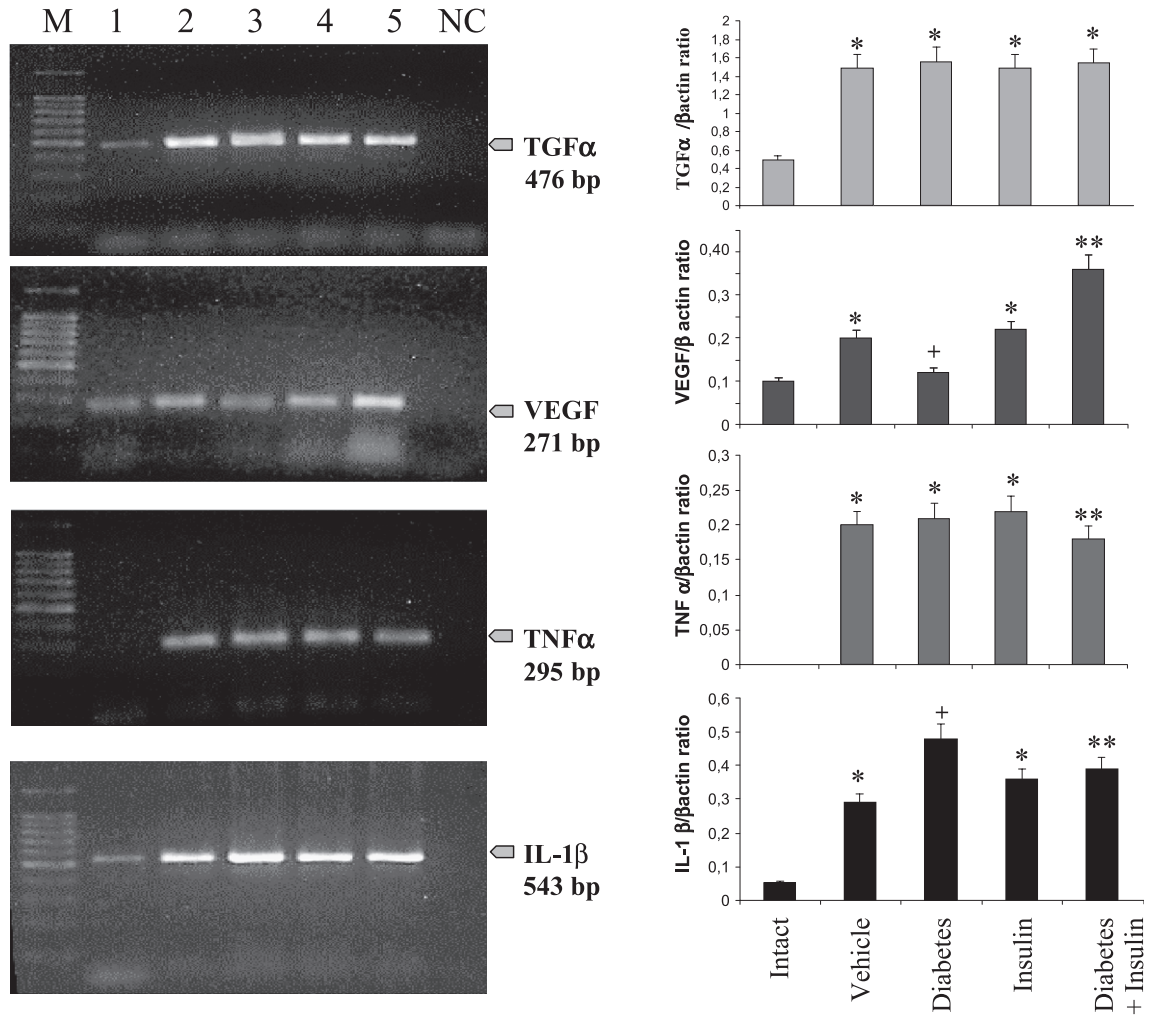 M 1 2 3 4 5 NC
TGFα
476 bp
VEGF
271 bp
TNFα
295 bp
IL-1β
543 bp
TGFα /βactin ratio
2
1,8
1,6
1,4
1,2
1
0,8
0,6
0,4
0,2
0
* * * *
VEGF/β actin ratio
0,40
0,3
0,2
0,1
0
* + * **
TNF α/βactin ratio
0,3
0,25
0,2
0,15
0,1
0,05
0
* * * **
IL-1 β/βactin ratio
0,6
0,5
0,4
0,3
0,2
0,1
0
* + * **
Intact
Vehicle
Diabetes
Insulin
Diabetes
+ Insulin